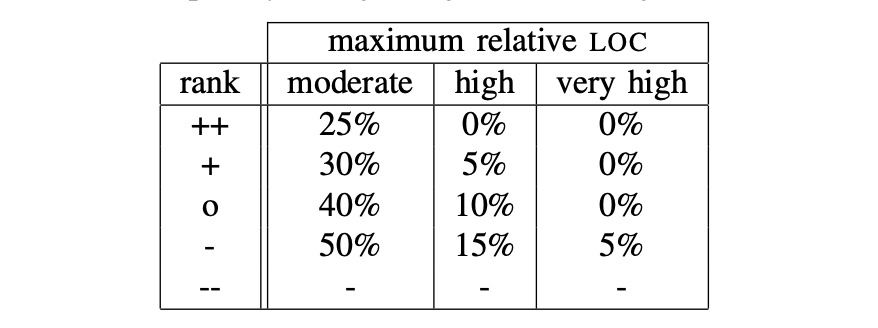 maximum relative LOC
rank moderate high very high
++ 25% 0% 0%
+ 30% 5% 0%
o 40% 10% 0%
- 50% 15% 5%
-- - - -